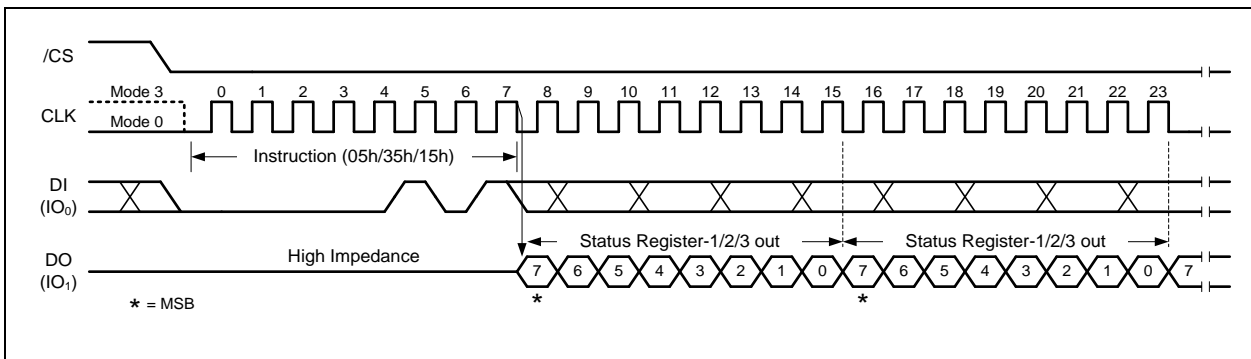 /CS
Mode 3
0 1 2 3 4 5 6 7 8 9 10 11 12 13 14 15 16 17 18 19 20 21 22 23
CLK
Mode 0
Instruction (05h/35h/15h)
DI
(IO₀)
Status Register-1/2/3 out Status Register-1/2/3 out
High Impedance
DO
(IO₁)
7 6 5 4 3 2 1 0 7 6 5 4 3 2 1 0 7
* *
* = MSB